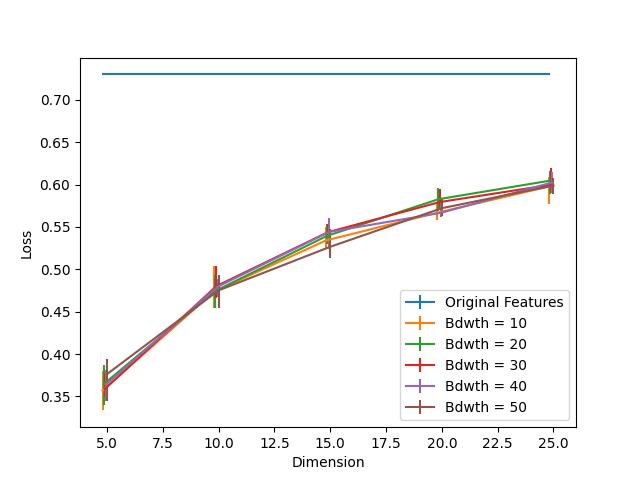 0.70
0.65
0.60
0.55
0.50
0.45
0.40
0.35
Loss
Original Features
Bdwth = 10
Bdwth = 20
Bdwth = 30
Bdwth = 40
Bdwth = 50
5.0 7.5 10.0 12.5 15.0 17.5 20.0 22.5 25.0
Dimension